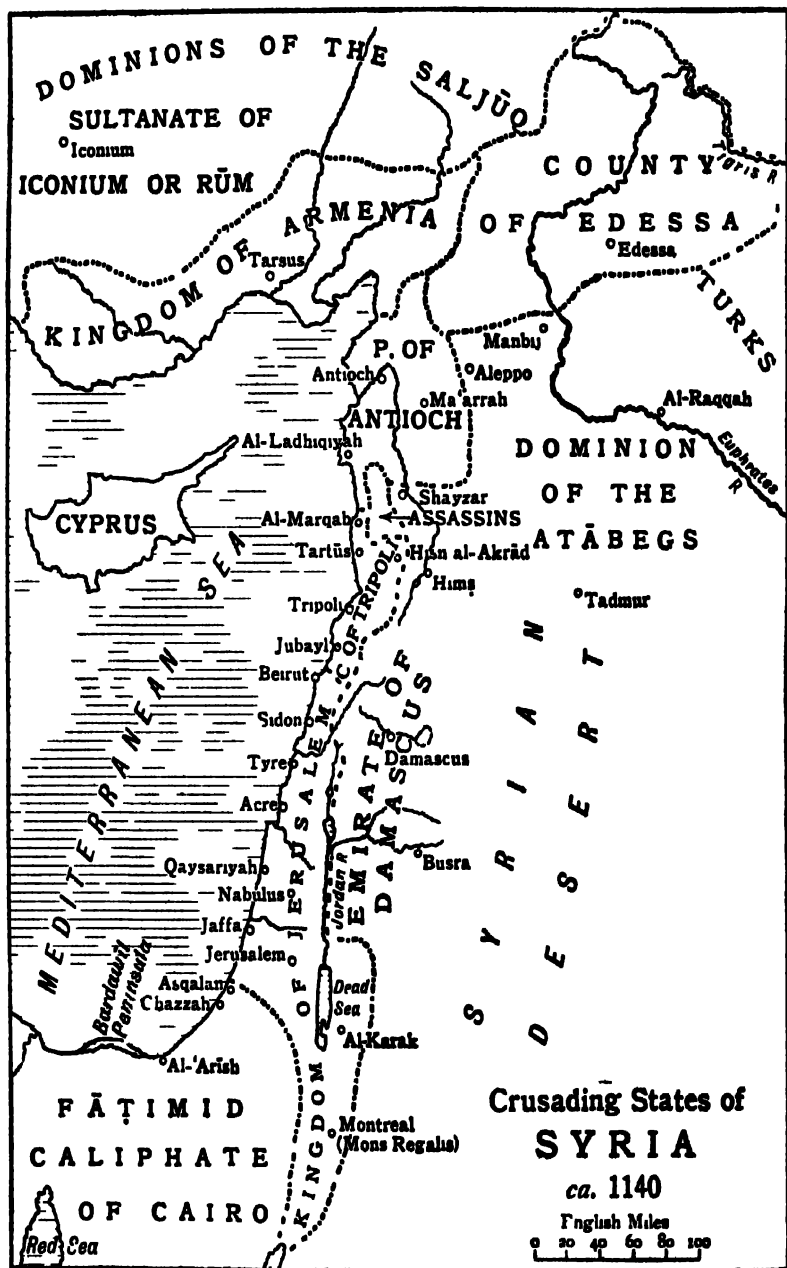 DOMINIONS OF THE SALJŪQ
SULTANATE OF
Iconium
ICONIUM OR RŪM
COUNTY
OF EDESSA
Tigris R
Edessa
KINGDOM OF ARMENIA
Tarsus
TURKS
P. OF
ANTIOCH
Manbij
Antioch
Aleppo
Ma'arrah
Al-Raqqah
Euphrates
R
Al-Ladhiqiyah
DOMINION
OF THE
ATĀBEGS
Shayzar
CYPRUS
Al-Marqab
ASSASSINS
Tartūs
Hisn al-Akrād
Hims
Tadmur
C OF TRIPOLI
Tripoli
Jubayl
Beirut
MEDITERRANEAN SEA
SYRIAN
DESERT
Sidon
EMIRATE OF
DAMASCUS
Damascus
Tyre
Acre
Busra
Qaysariyah
Nabulus
Jordan R
Jaffa
Jerusalem
KINGDOM OF JERUSALEM
Asqalan
Dead
Sea
Ghazzah
Bardawil
Peninsula
Al-Karak
Al-'Arīsh
FĀṬIMID
CALIPHATE
OF CAIRO
Montreal
(Mons Regalis)
Red Sea
Crusading States of
SYRIA
ca. 1140
English Miles
0 20 40 60 80 100